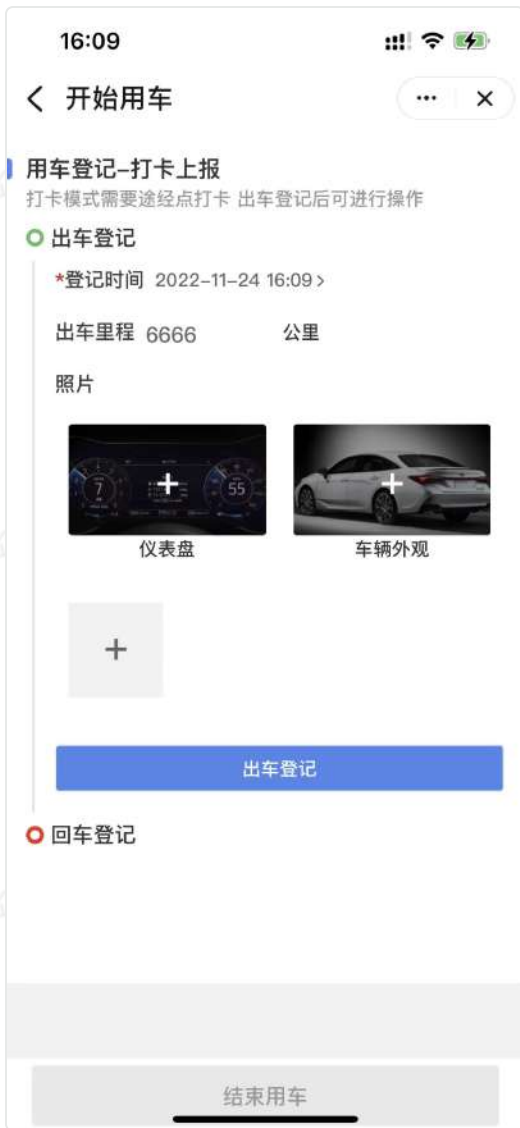 16:09
开始用车
用车登记-打卡上报
打卡模式需要途经点打卡 出车登记后可进行操作
出车登记
*登记时间 2022-11-24 16:09 >
出车里程 6666 公里
照片
7
55
仪表盘
车辆外观
出车登记
回车登记
结束用车